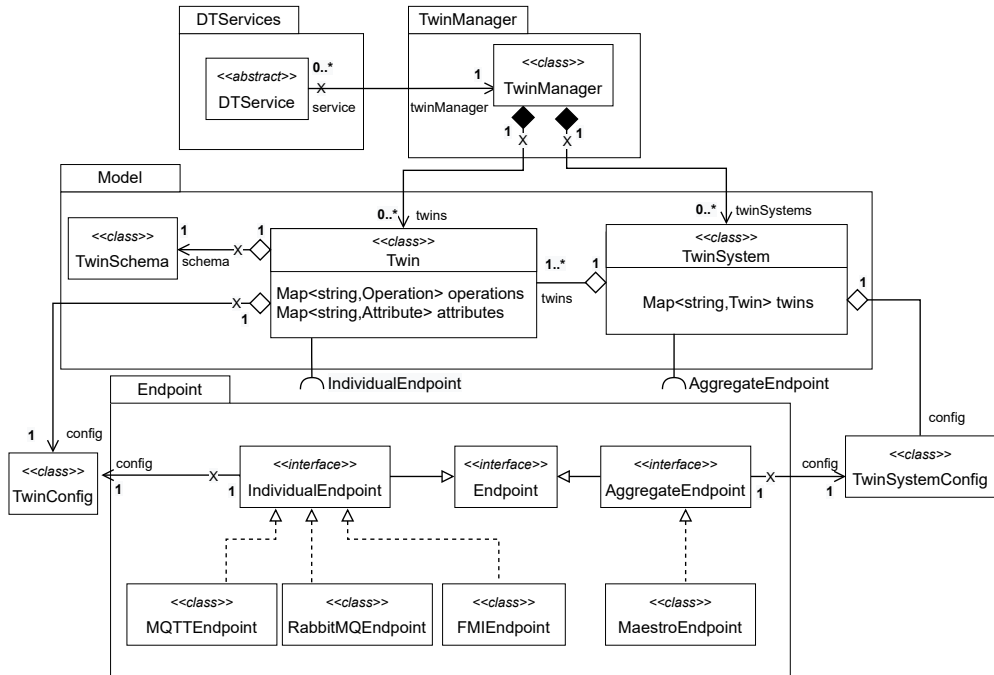 DTServices
TwinManager
<<abstract>>
DTService
0..*
X
service
1
twinManager
<<class>>
TwinManager
1
X
1
X
Model
0..*
twins
0..*
twinSystems
<<class>>
TwinSchema
1
schema
X
1
<<class>>
Twin
Map<string,Operation> operations
Map<string,Attribute> attributes
X
1
1..*
twins
1
<<class>>
TwinSystem
Map<string,Twin> twins
1
IndividualEndpoint
AggregateEndpoint
Endpoint
1
config
config
<<class>>
TwinConfig
config
1
X
1
<<interface>>
IndividualEndpoint
<<interface>>
Endpoint
<<interface>>
AggregateEndpoint
X
1
config
1
<<class>>
TwinSystemConfig
<<class>>
MQTTEndpoint
<<class>>
RabbitMQEndpoint
<<class>>
FMIEndpoint
<<class>>
MaestroEndpoint